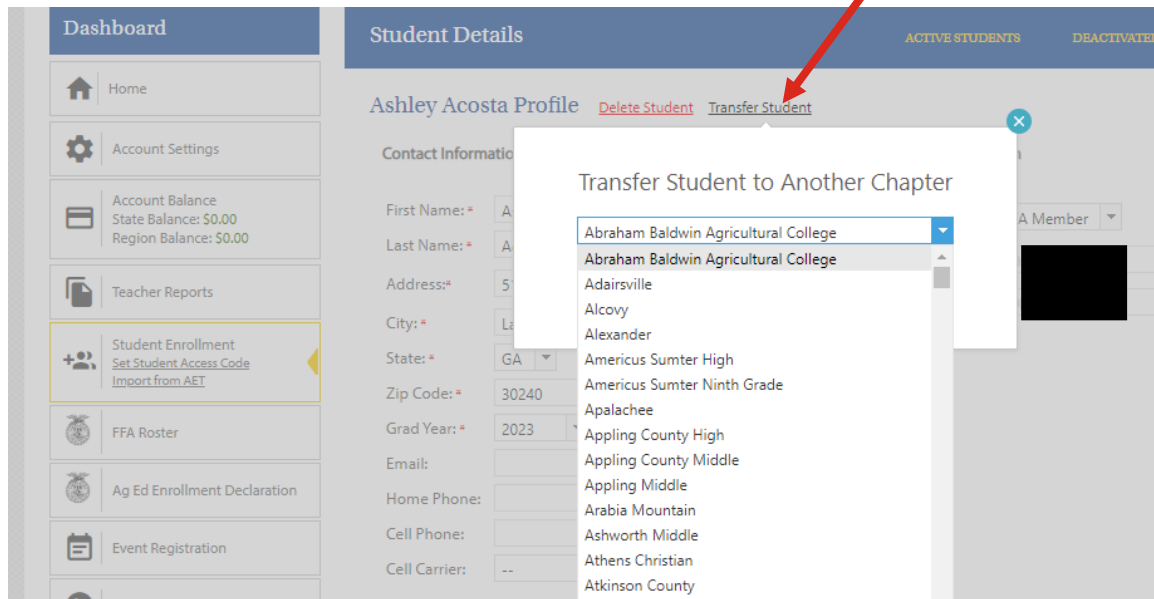 Dashboard
Home
Account Settings
Account Balance
State Balance: $0.00
Region Balance: $0.00
Teacher Reports
Student Enrollment
Set Student Access Code
Import from AET
FFA Roster
Ag Ed Enrollment Declaration
Event Registration
Student Details
ACTIVE STUDENTS
Ashley Acosta Profile Delete Student Transfer Student
Contact
First Name: *
Last Name: *
Address:*
City: *
State: * GA
Zip Code: * 30240
Grad Year: * 2023
Email:
Home Phone:
Cell Phone:
Cell Carrier: --
Member
Transfer Student to Another Chapter
Abraham Baldwin Agricultural College
Abraham Baldwin Agricultural College
Adairsville
Alcovy
Alexander
Americus Sumter High
Americus Sumter Ninth Grade
Apalachee
Appling County High
Appling County Middle
Appling Middle
Arabia Mountain
Ashworth Middle
Athens Christian
Atkinson County